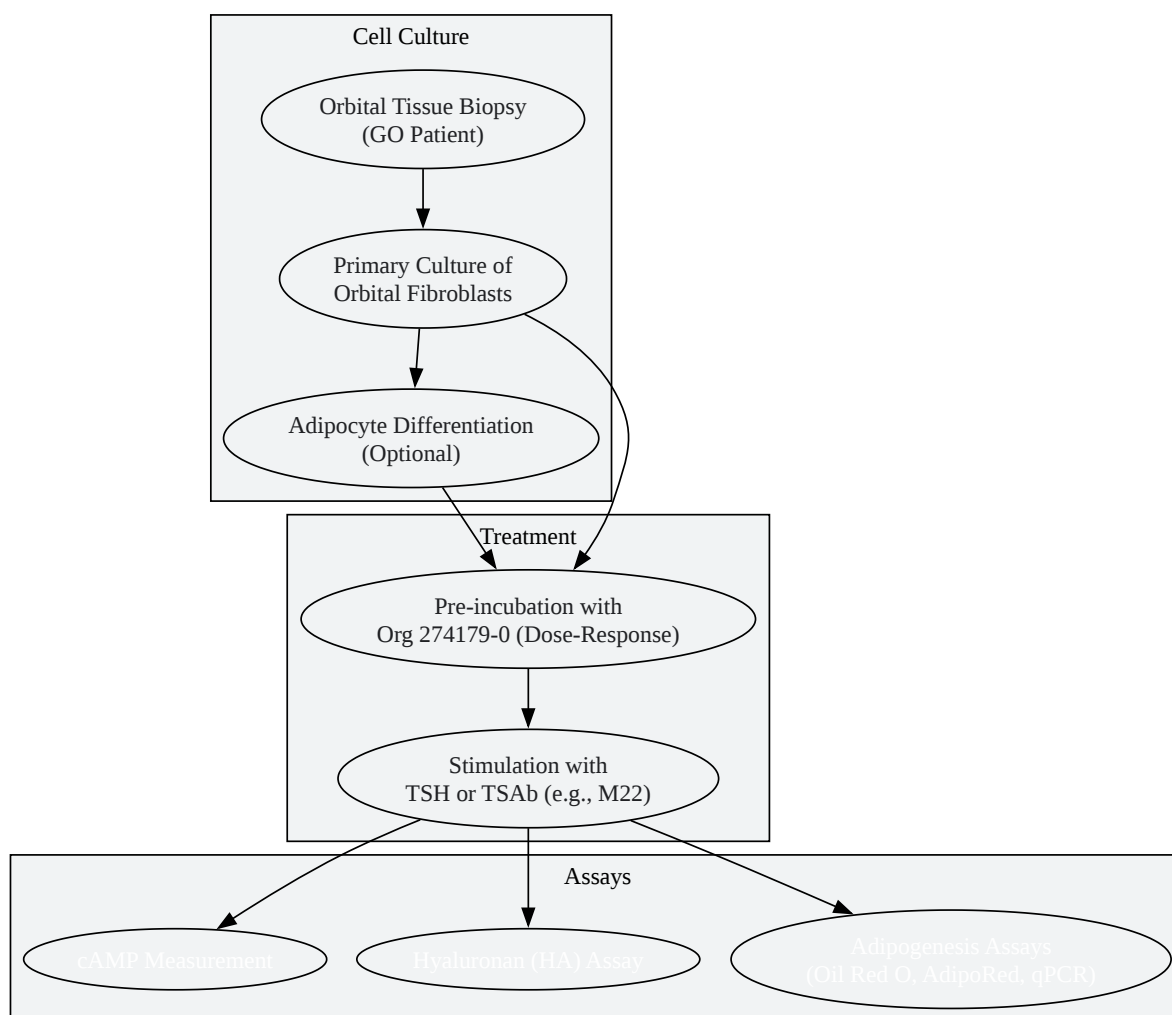 Cell Culture
Orbital Tissue Biopsy
(GO Patient)
Primary Culture of
Orbital Fibroblasts
Adipocyte Differentiation
(Optional)
Treatment
Pre-incubation with
Org 274179-0 (Dose-Response)
Stimulation with
TSH or TSAb (e.g., M22)
Assays
cAMP Measurement
Hyaluronan (HA) Assay
Adipogenesis Assays
(Oil Red O, AdipoRed, qPCR)